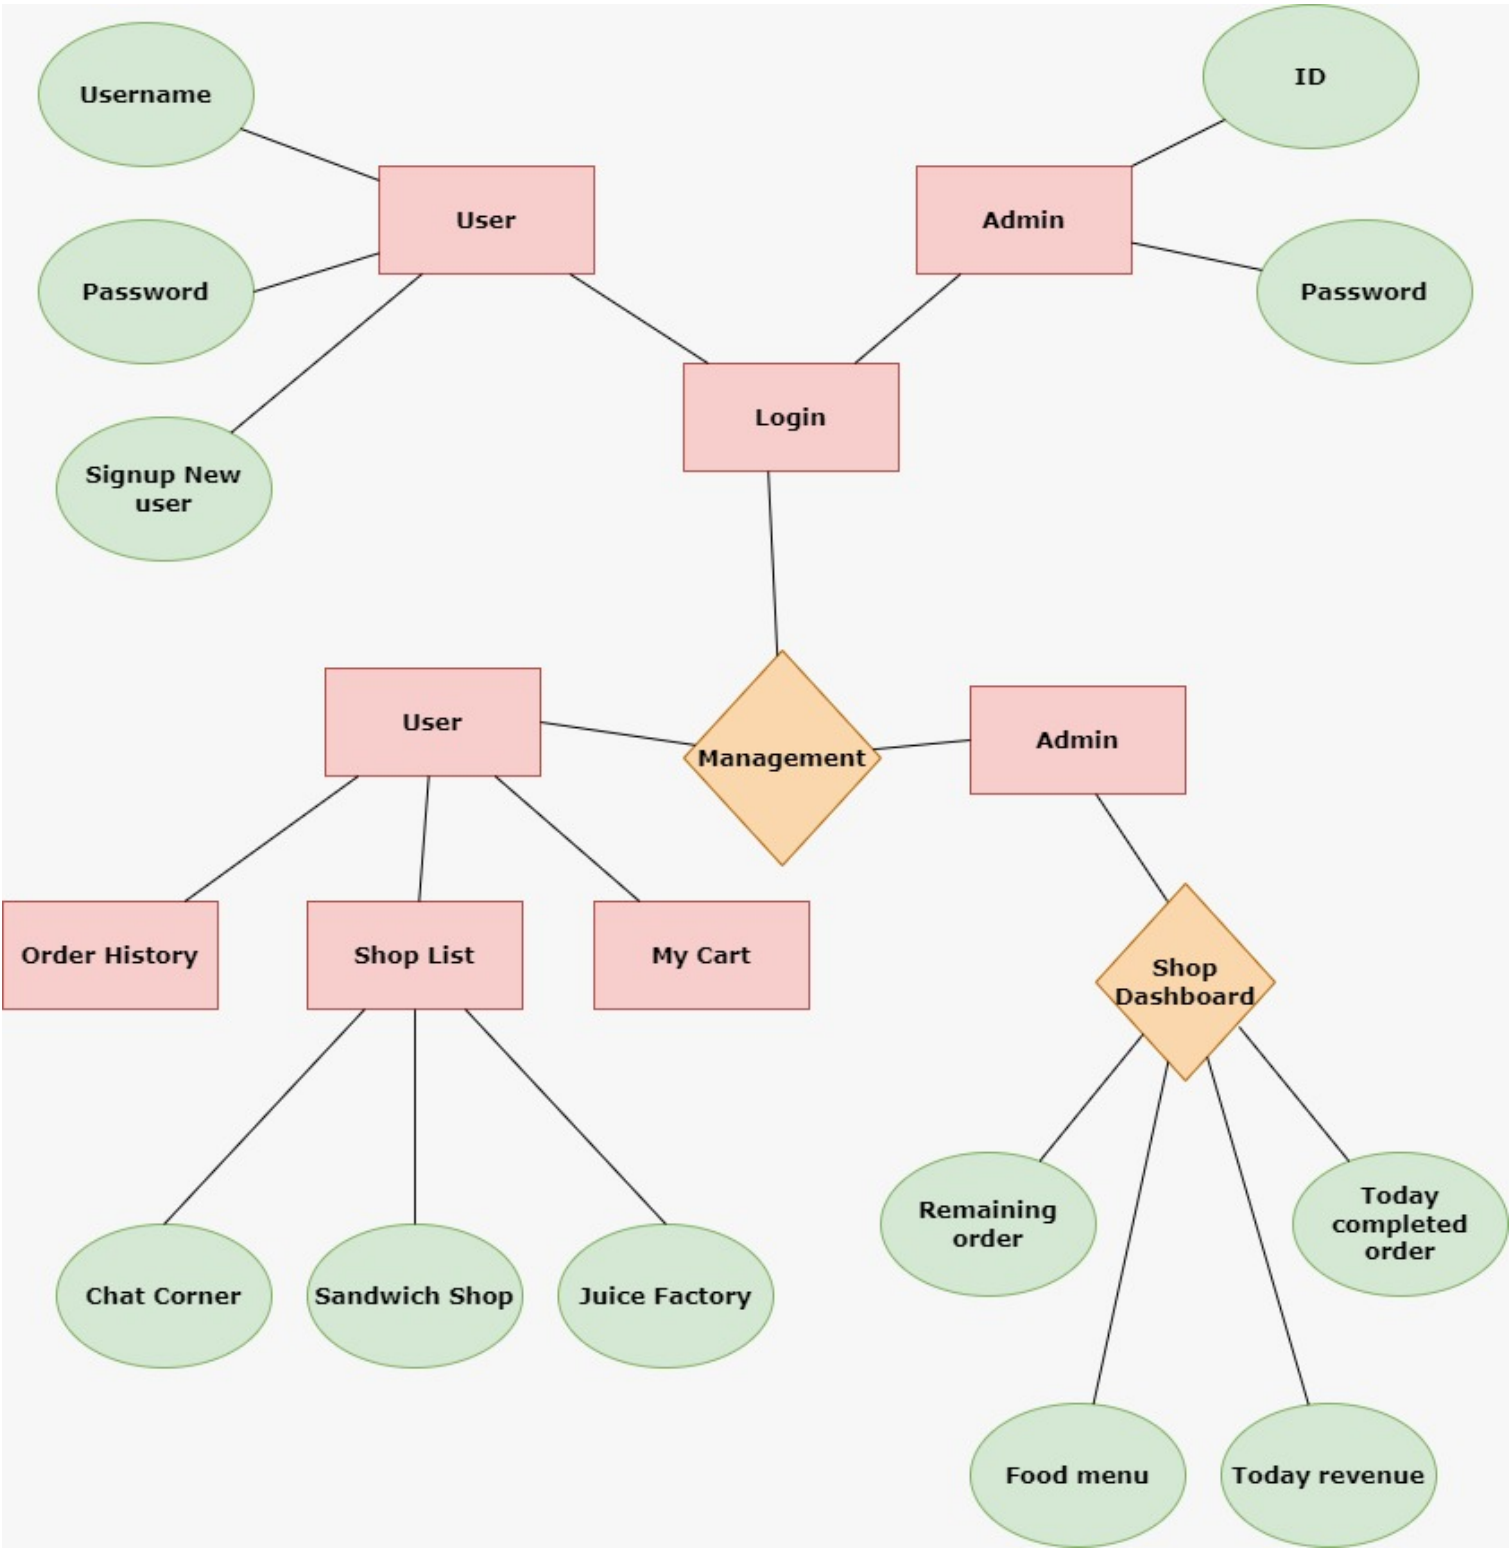 Username
ID
User
Admin
Password
Password
Login
Signup New
user
User
Admin
Management
Order History
Shop List
My Cart
Shop
Dashboard
Remaining
order
Today
completed
order
Chat Corner
Sandwich Shop
Juice Factory
Food menu
Today revenue